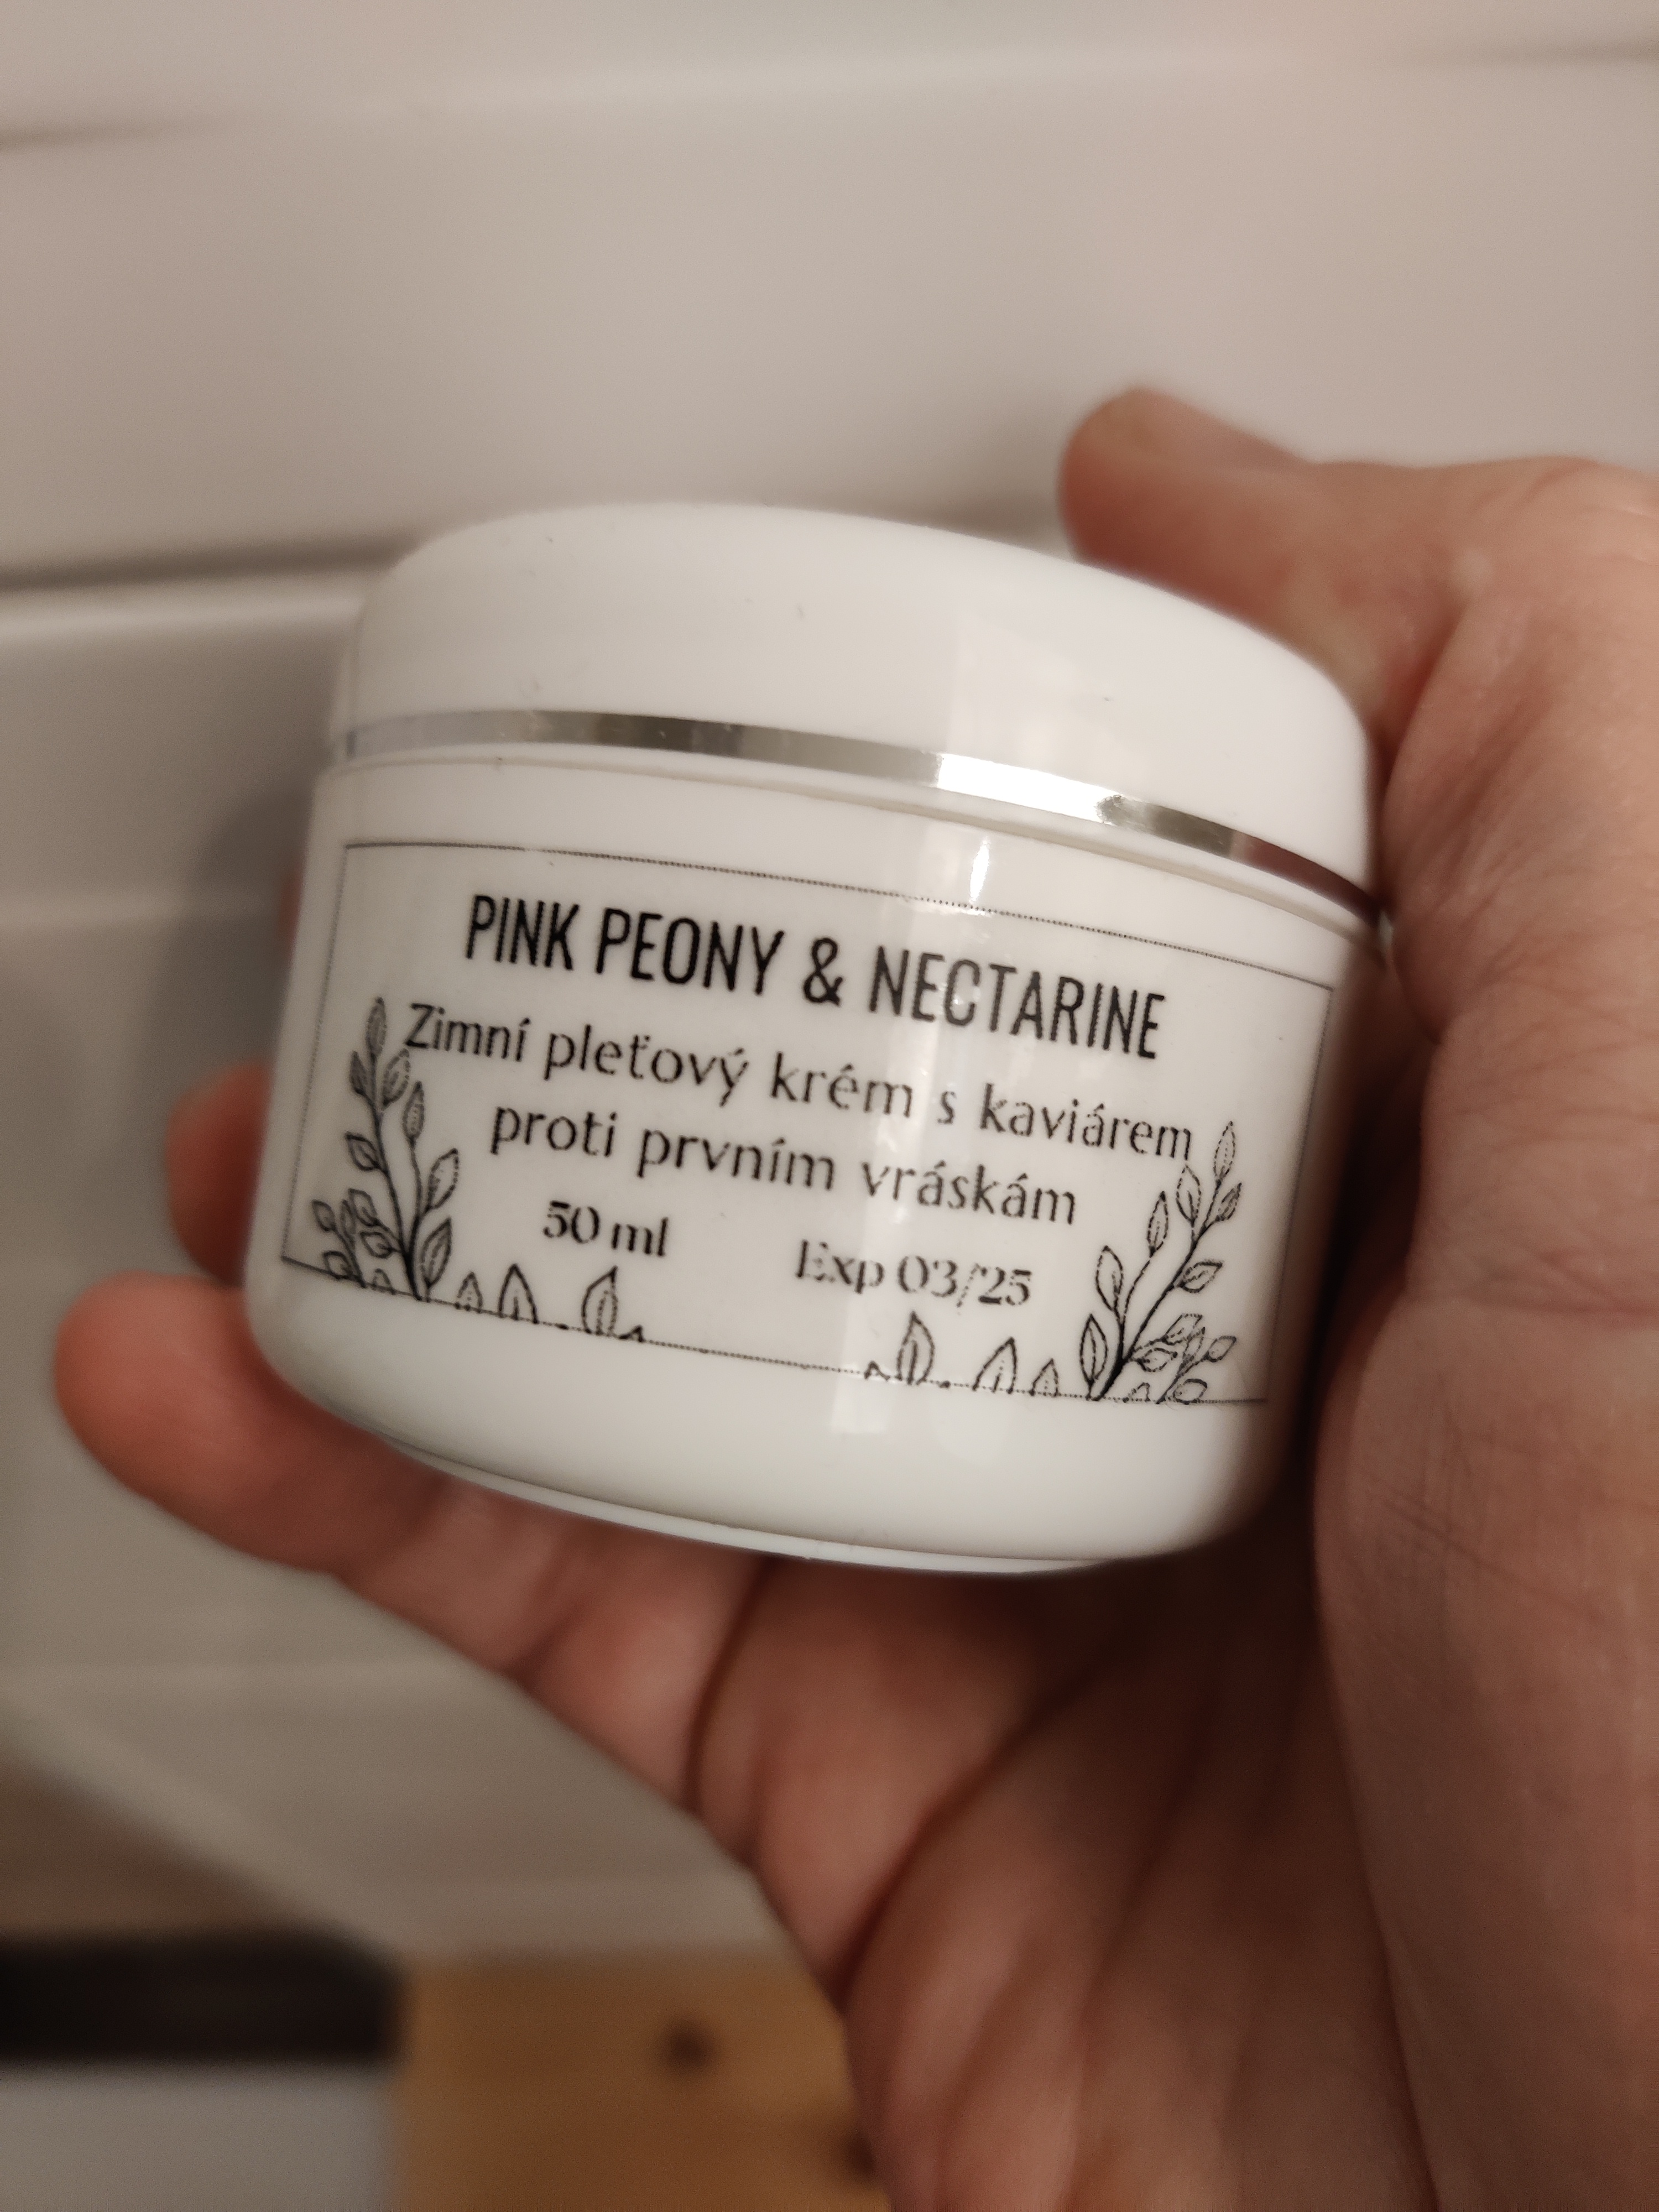 PINK PEONY & NECTARINE
Zimní pleťový krém s kaviárem
proti prvním vráskám
50 ml Exp 03/25